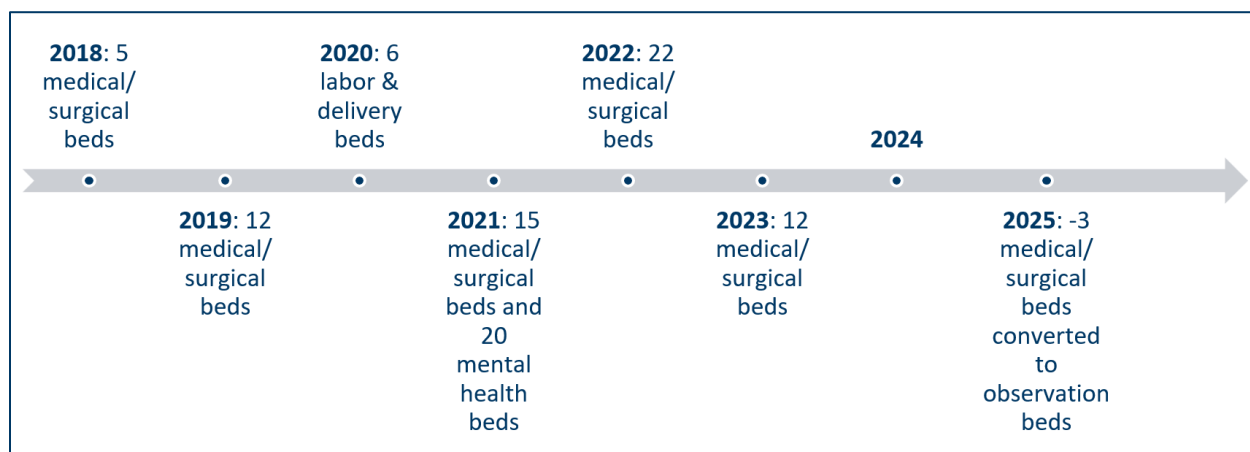 2018: 5
medical/
surgical
beds
2019: 12
medical/
surgical
beds
2020: 6
labor &
delivery
beds
2021: 15
medical/
surgical
beds and
20
mental
health
beds
2022: 22
medical/
surgical
beds
2023: 12
medical/
surgical
beds
2024
2025: -3
medical/
surgical
beds
converted
to
observation
beds